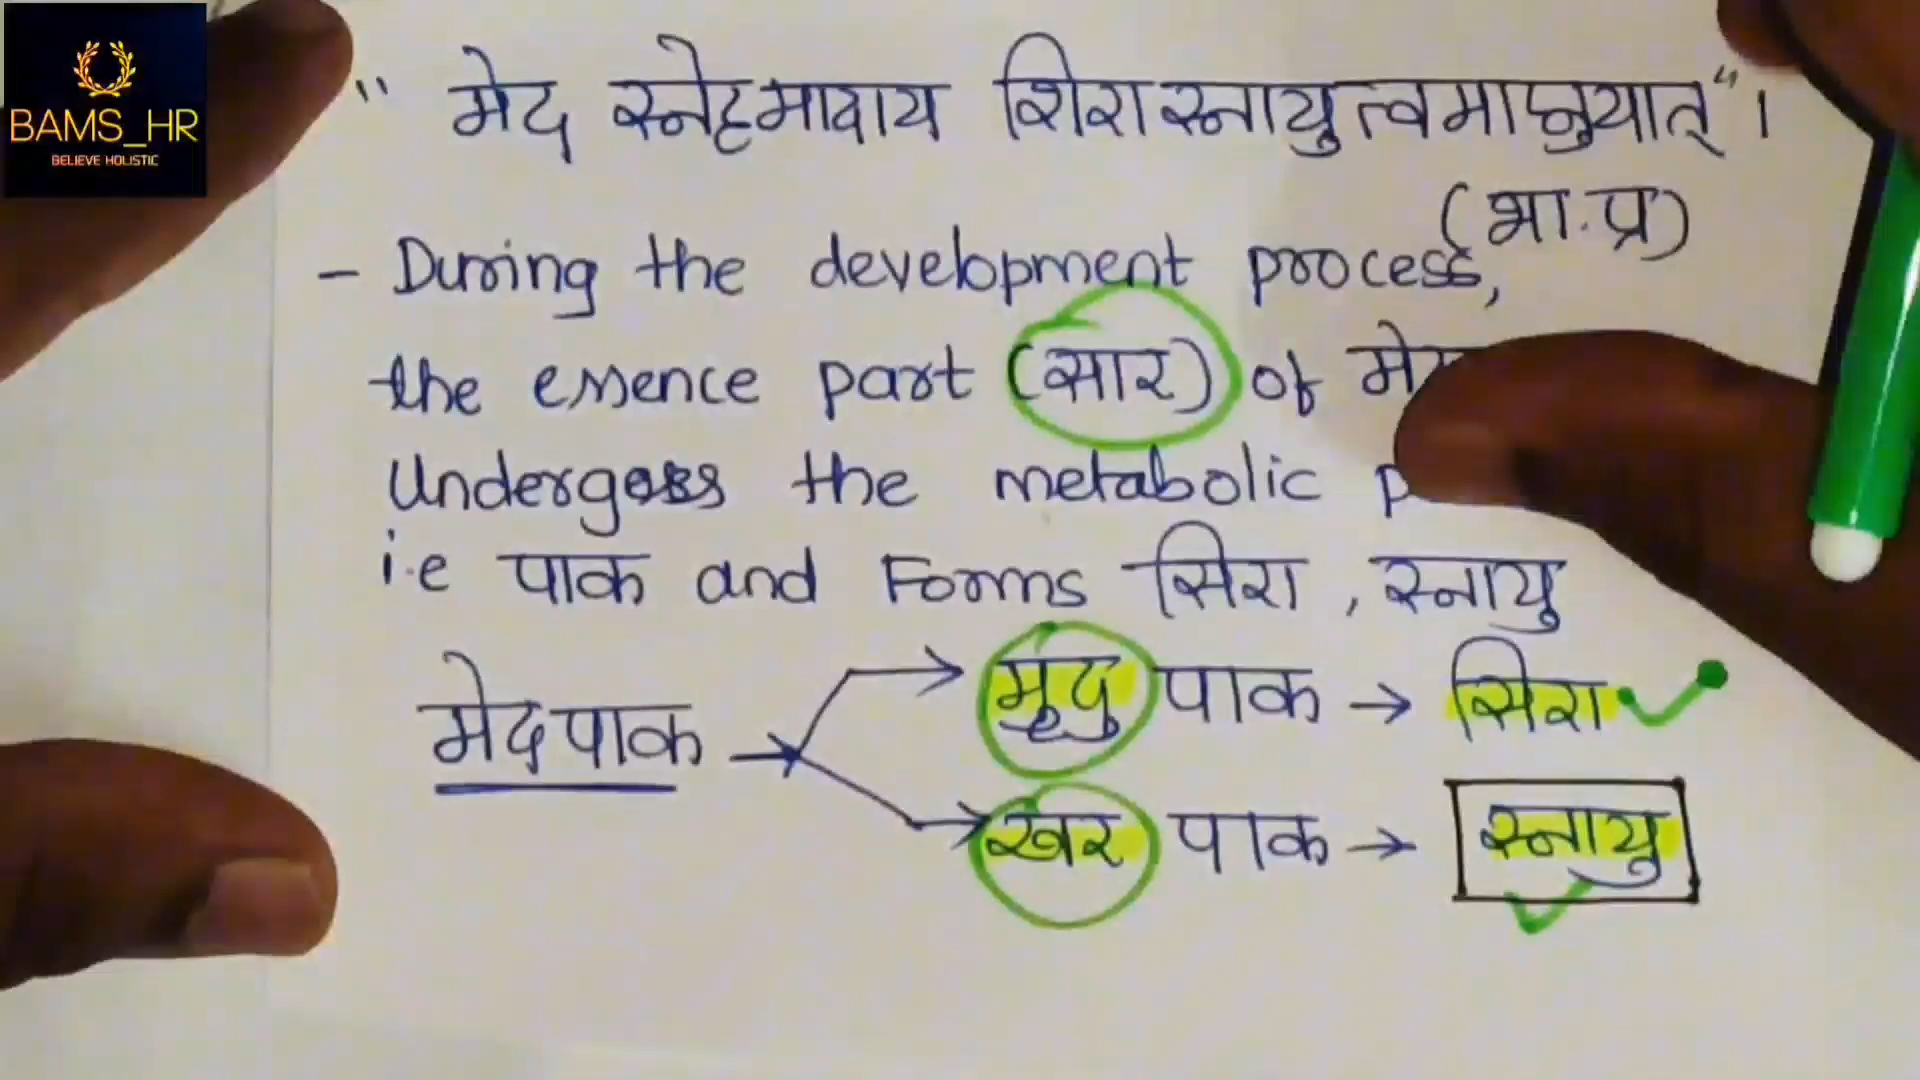 BAMS_HR
BELIEVE HOLISTIC
"मेद स्नेहमादाय शिरास्नायुत्वमाप्नुयात्"।
(भा.प्र)
- During the development process,
the essence part (सार) of
Undergoes the metabolic
i.e पाक and Forms सिरा, स्नायु
मृदु पाक → सिरा
मेदपाक →
खर पाक → स्नायु